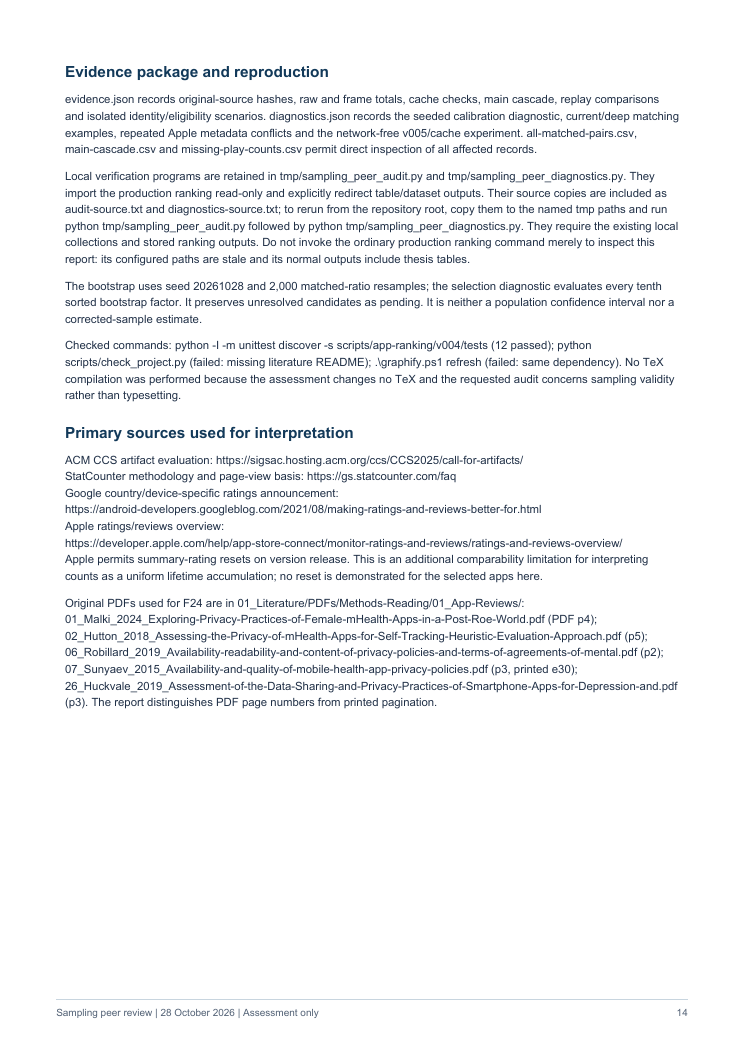 Evidence package and reproduction
evidence.json records original-source hashes, raw and frame totals, cache checks, main cascade, replay comparisons
and isolated identity/eligibility scenarios. diagnostics.json records the seeded calibration diagnostic, current/deep matching
examples, repeated Apple metadata conflicts and the network-free v005/cache experiment. all-matched-pairs.csv,
main-cascade.csv and missing-play-counts.csv permit direct inspection of all affected records.
Local verification programs are retained in tmp/sampling_peer_audit.py and tmp/sampling_peer_diagnostics.py. They
import the production ranking read-only and explicitly redirect table/dataset outputs. Their source copies are included as
audit-source.txt and diagnostics-source.txt; to rerun from the repository root, copy them to the named tmp paths and run
python tmp/sampling_peer_audit.py followed by python tmp/sampling_peer_diagnostics.py. They require the existing local
collections and stored ranking outputs. Do not invoke the ordinary production ranking command merely to inspect this
report: its configured paths are stale and its normal outputs include thesis tables.
The bootstrap uses seed 20261028 and 2,000 matched-ratio resamples; the selection diagnostic evaluates every tenth
sorted bootstrap factor. It preserves unresolved candidates as pending. It is neither a population confidence interval nor a
corrected-sample estimate.
Checked commands: python -I -m unittest discover -s scripts/app-ranking/v004/tests (12 passed); python
scripts/check_project.py (failed: missing literature README); .\graphify.ps1 refresh (failed: same dependency). No TeX
compilation was performed because the assessment changes no TeX and the requested audit concerns sampling validity
rather than typesetting.
Primary sources used for interpretation
ACM CCS artifact evaluation: https://sigsac.hosting.acm.org/ccs/CCS2025/call-for-artifacts/
StatCounter methodology and page-view basis: https://gs.statcounter.com/faq
Google country/device-specific ratings announcement:
https://android-developers.googleblog.com/2021/08/making-ratings-and-reviews-better-for.html
Apple ratings/reviews overview:
https://developer.apple.com/help/app-store-connect/monitor-ratings-and-reviews/ratings-and-reviews-overview/
Apple permits summary-rating resets on version release. This is an additional comparability limitation for interpreting
counts as a uniform lifetime accumulation; no reset is demonstrated for the selected apps here.
Original PDFs used for F24 are in 01_Literature/PDFs/Methods-Reading/01_App-Reviews/:
01_Malki_2024_Exploring-Privacy-Practices-of-Female-mHealth-Apps-in-a-Post-Roe-World.pdf (PDF p4);
02_Hutton_2018_Assessing-the-Privacy-of-mHealth-Apps-for-Self-Tracking-Heuristic-Evaluation-Approach.pdf (p5);
06_Robillard_2019_Availability-readability-and-content-of-privacy-policies-and-terms-of-agreements-of-mental.pdf (p2);
07_Sunyaev_2015_Availability-and-quality-of-mobile-health-app-privacy-policies.pdf (p3, printed e30);
26_Huckvale_2019_Assessment-of-the-Data-Sharing-and-Privacy-Practices-of-Smartphone-Apps-for-Depression-and.pdf
(p3). The report distinguishes PDF page numbers from printed pagination.
Sampling peer review | 28 October 2026 | Assessment only
14